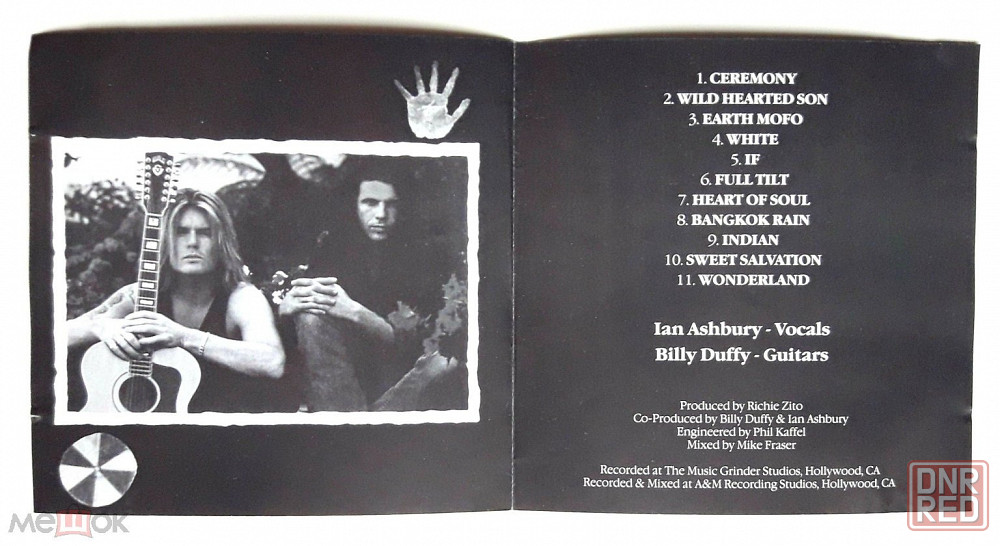 1. CEREMONY
2. WILD HEARTED SON
3. EARTH MOFO
4. WHITE
5. IF
6. FULL TILT
7. HEART OF SOUL
8. BANGKOK RAIN
9. INDIAN
10. SWEET SALVATION
11. WONDERLAND
Ian Ashbury - Vocals
Billy Duffy - Guitars
Produced by Richie Zito
Co-Produced by Billy Duffy & Ian Ashbury
Engineered by Phil Kaffel
Mixed by Mike Fraser
Recorded at The Music Grinder Studios, Hollywood, CA
Recorded & Mixed at A&M Recording Studios, Hollywood, CA
мешок
DNR
RED